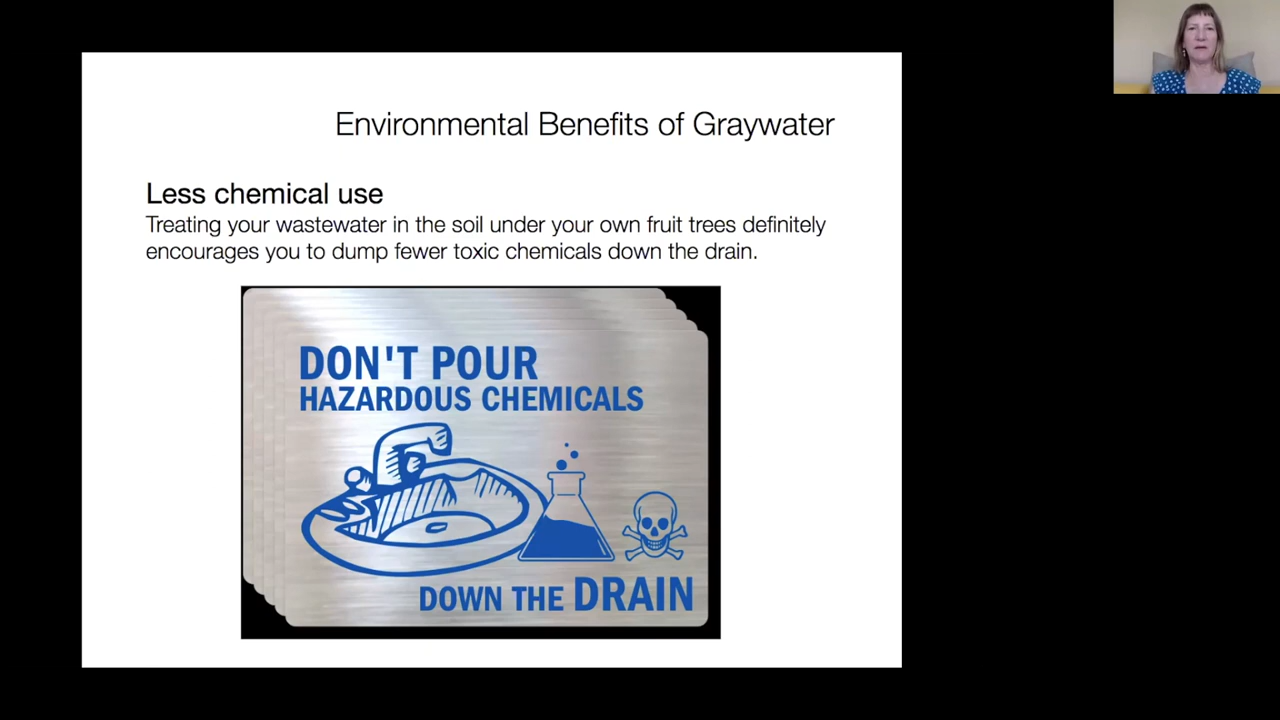 Environmental Benefits of Graywater
Less chemical use
Treating your wastewater in the soil under your own fruit trees definitely
encourages you to dump fewer toxic chemicals down the drain.
DON'T POUR
HAZARDOUS CHEMICALS
DOWN THE DRAIN